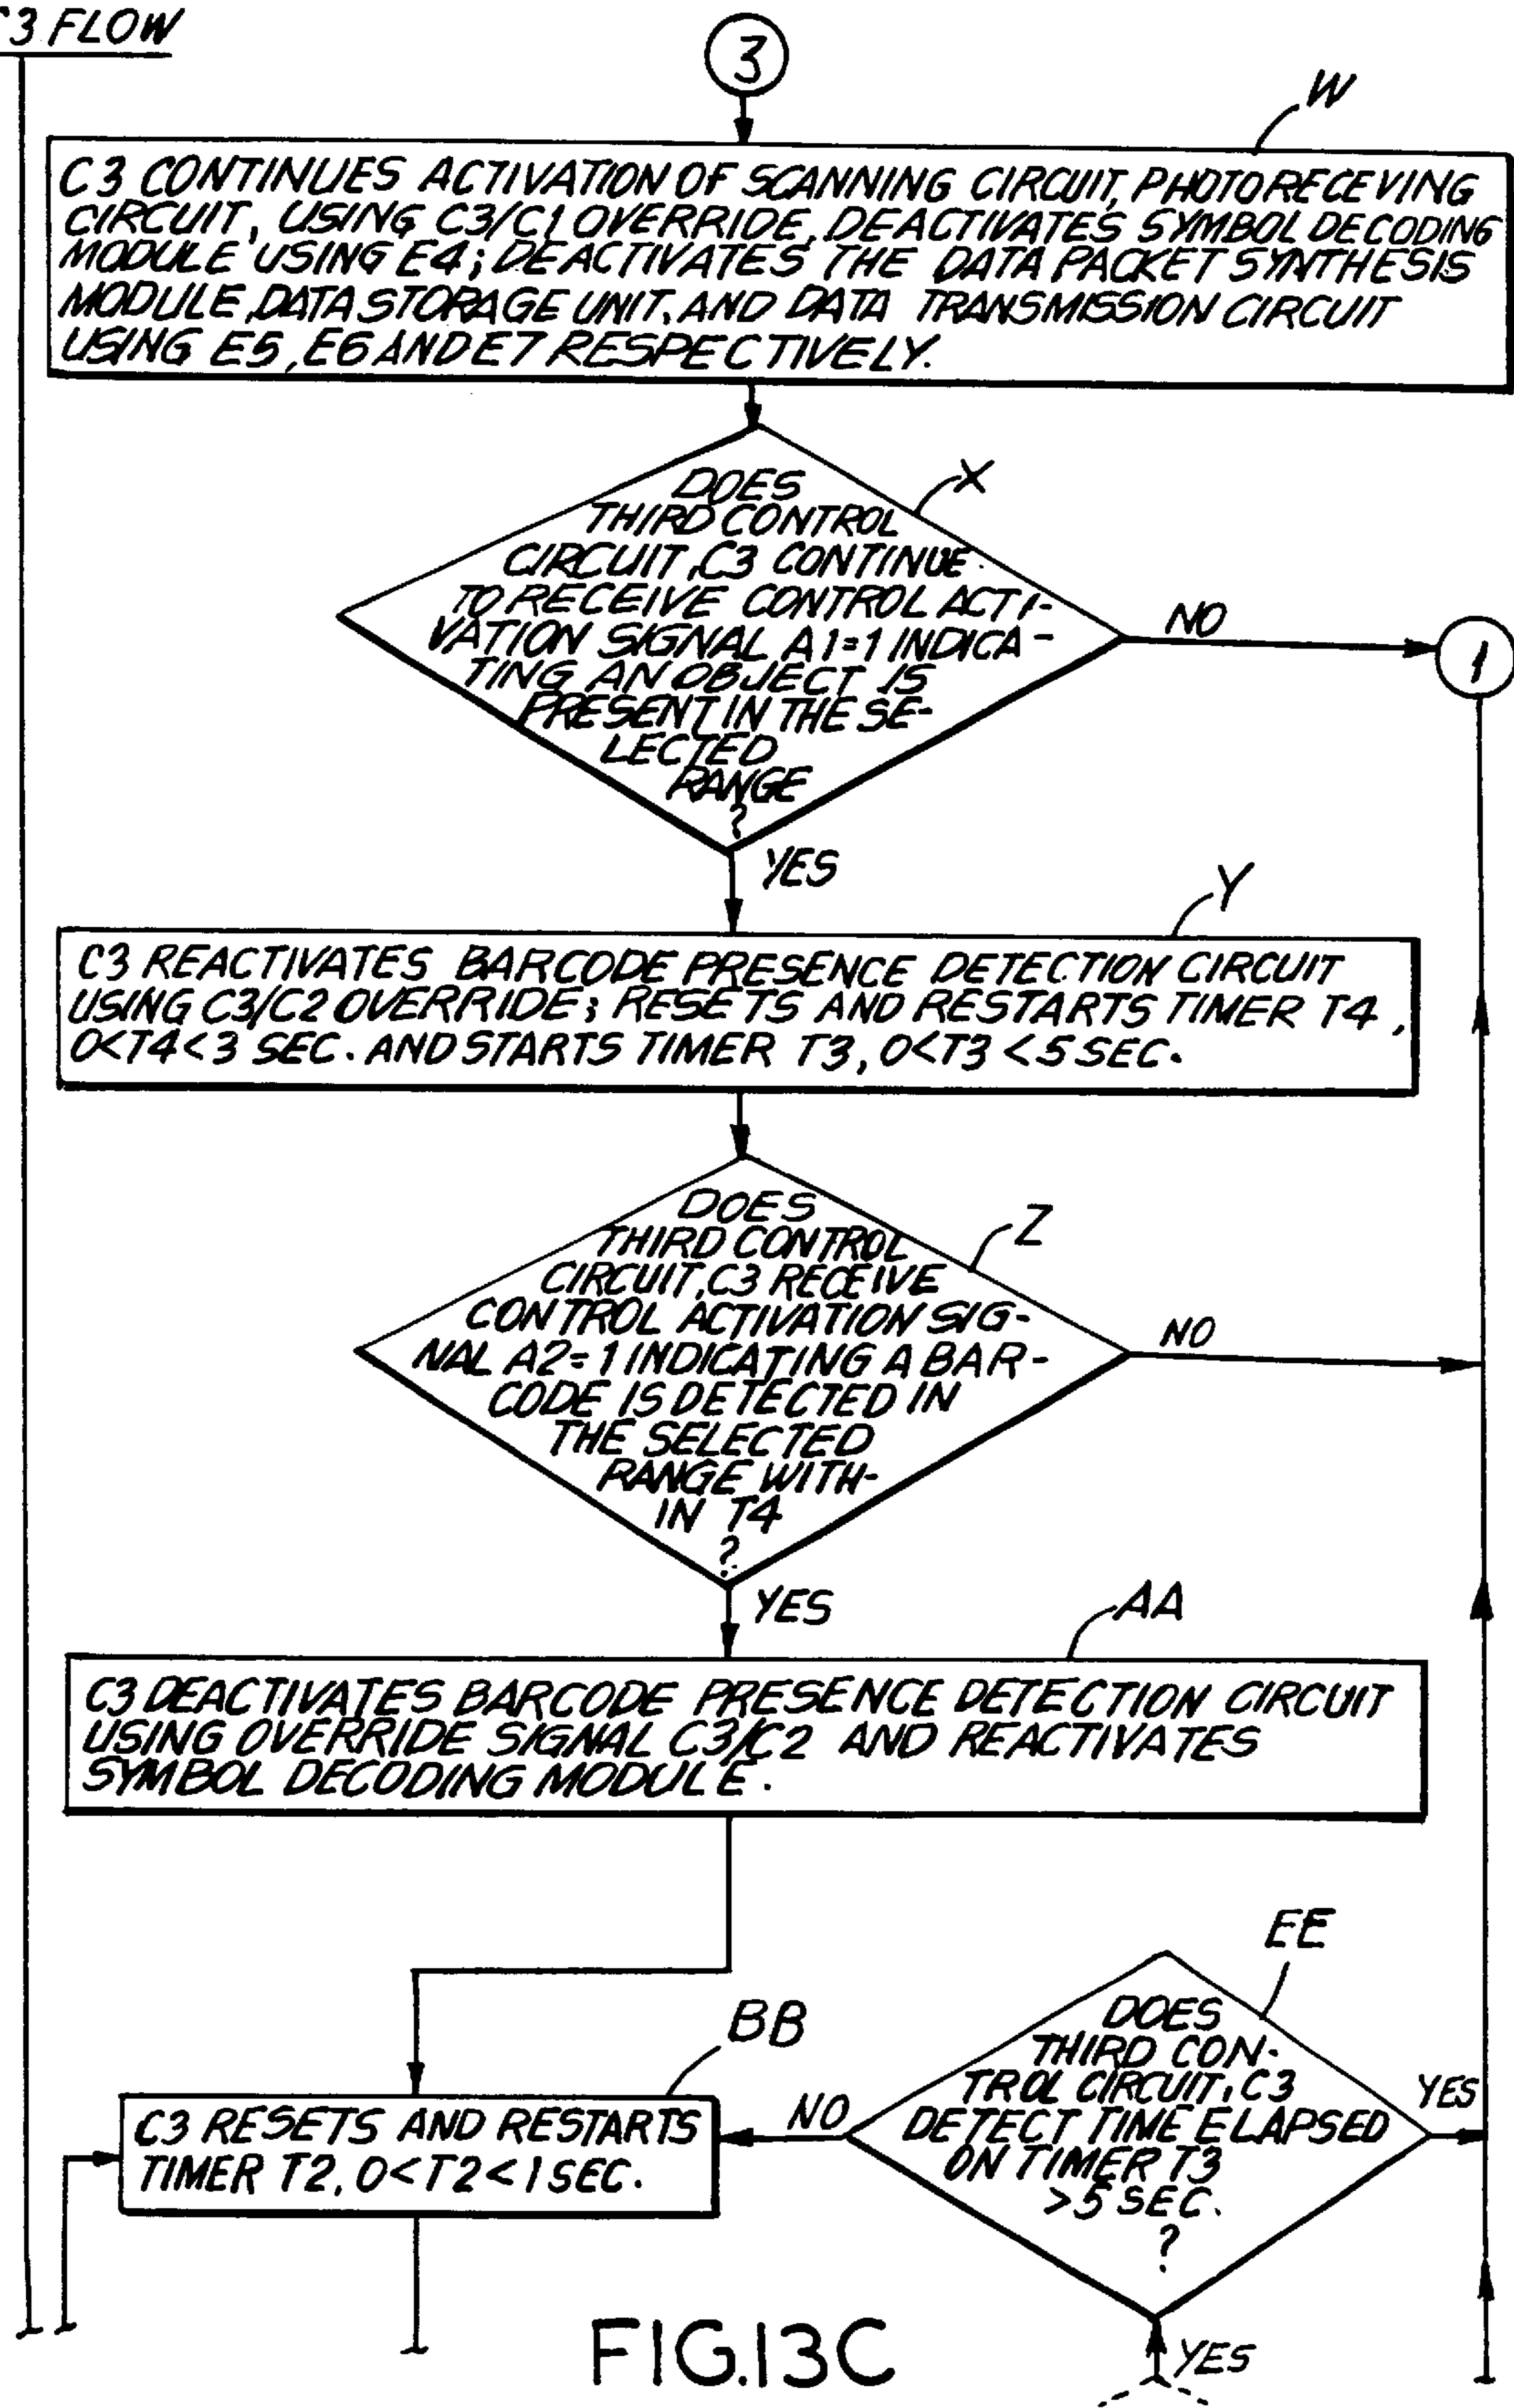 C3 FLOW
3
W
C3 CONTINUES ACTIVATION OF SCANNING CIRCUIT, PHOTORECEVING
CIRCUIT, USING C3/C1 OVERRIDE, DEACTIVATES SYMBOL DECODING
MODULE USING E4; DEACTIVATES THE DATA PACKET SYNTHESIS
MODULE, DATA STORAGE UNIT, AND DATA TRANSMISSION CIRCUIT
USING E5, E6 AND E7 RESPECTIVELY.
X
DOES
THIRD CONTROL
CIRCUIT, C3 CONTINUE
TO RECEIVE CONTROL ACTI-
VATION SIGNAL A1=1 INDICA-
TING AN OBJECT IS
PRESENT IN THE SE-
LECTED
RANGE
?
NO
1
YES
Y
C3 REACTIVATES BARCODE PRESENCE DETECTION CIRCUIT
USING C3/C2 OVERRIDE; RESETS AND RESTARTS TIMER T4,
0<T4<3 SEC. AND STARTS TIMER T3, 0<T3<5 SEC.
Z
DOES
THIRD CONTROL
CIRCUIT, C3 RECEIVE
CONTROL ACTIVATION SIG-
NAL A2=1 INDICATING A BAR-
CODE IS DETECTED IN
THE SELECTED
RANGE WITH-
IN T4
?
NO
YES
AA
C3 DEACTIVATES BARCODE PRESENCE DETECTION CIRCUIT
USING OVERRIDE SIGNAL C3/C2 AND REACTIVATES
SYMBOL DECODING MODULE.
BB
C3 RESETS AND RESTARTS
TIMER T2, 0<T2<1 SEC.
EE
DOES
THIRD CON-
TROL CIRCUIT, C3
DETECT TIME ELAPSED
ON TIMER T3
>5 SEC.
?
NO
YES
YES
FIG.13C